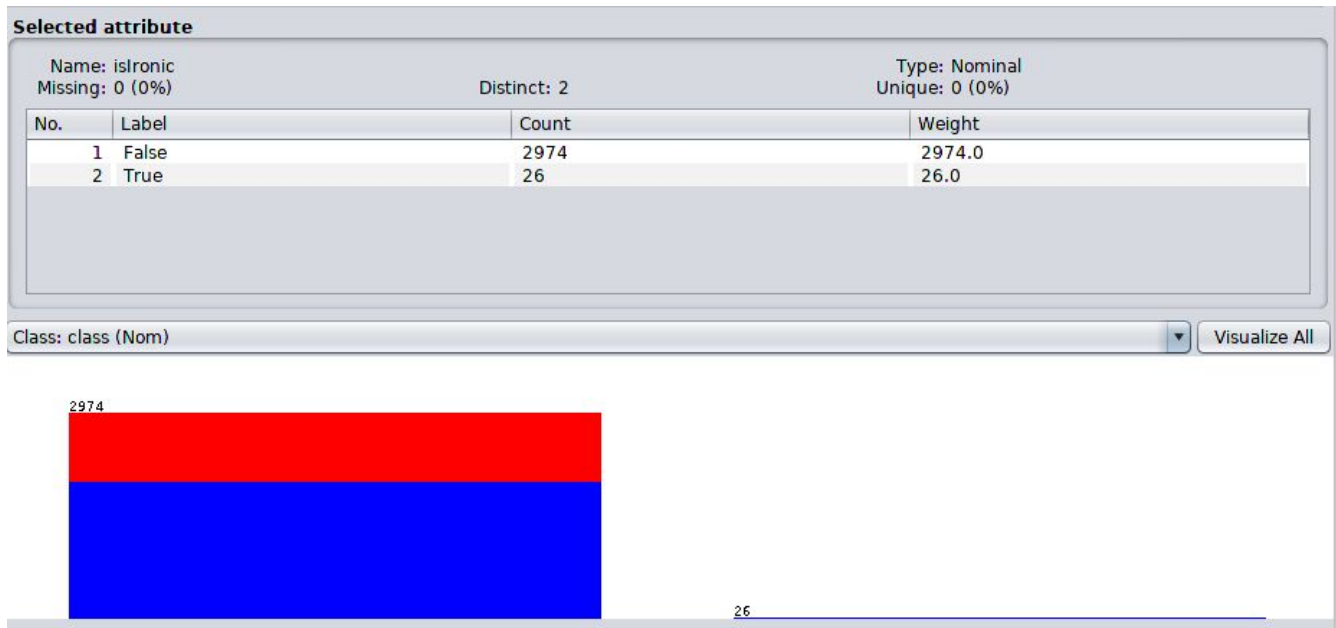 Selected attribute
Name: isIronic Type: Nominal
Missing: 0 (0%) Distinct: 2 Unique: 0 (0%)
No. Label Count Weight
1 False 2974 2974.0
2 True 26 26.0
Class: class (Nom) Visualize All
2974
26